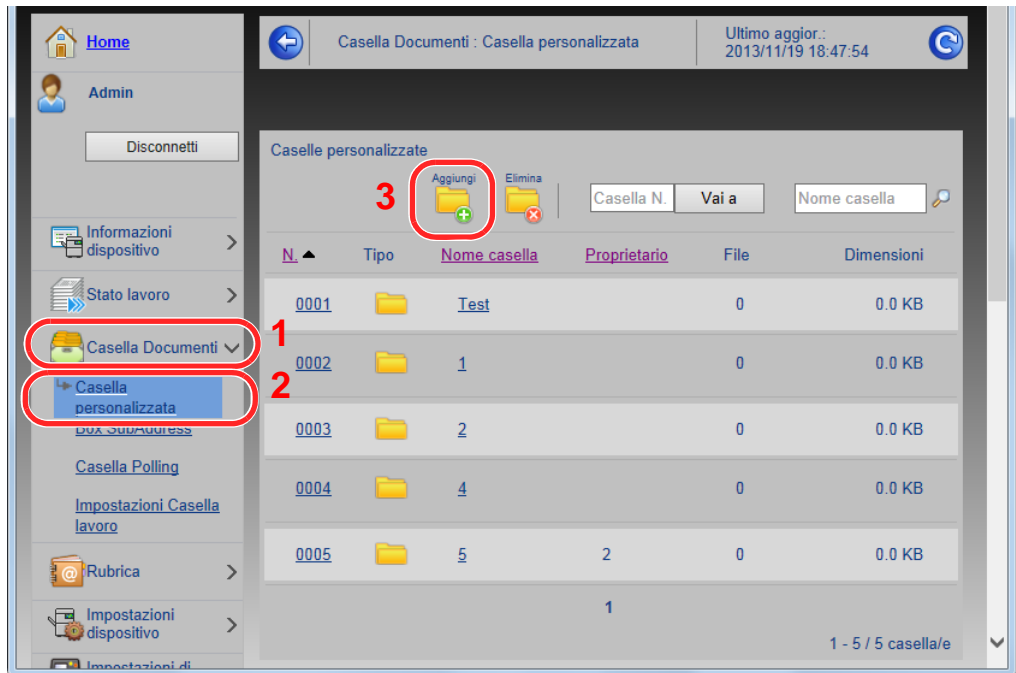 Home
Admin
Disconnetti
Informazioni
dispositivo
Stato lavoro
Casella Documenti
1
Casella
personalizzata
2
Box SubAddress
Casella Polling
Impostazioni Casella
lavoro
Rubrica
Impostazioni
dispositivo
Impostazioni di
Casella Documenti : Casella personalizzata
Ultimo aggior.:
2013/11/19 18:47:54
Caselle personalizzate
3
Aggiungi Elimina
Casella N. Vai a Nome casella
N. Tipo Nome casella Proprietario File Dimensioni
0001 Test 0 0.0 KB
0002 1 0 0.0 KB
0003 2 0 0.0 KB
0004 4 0 0.0 KB
0005 5 2 0 0.0 KB
1
1 - 5 / 5 casella/e